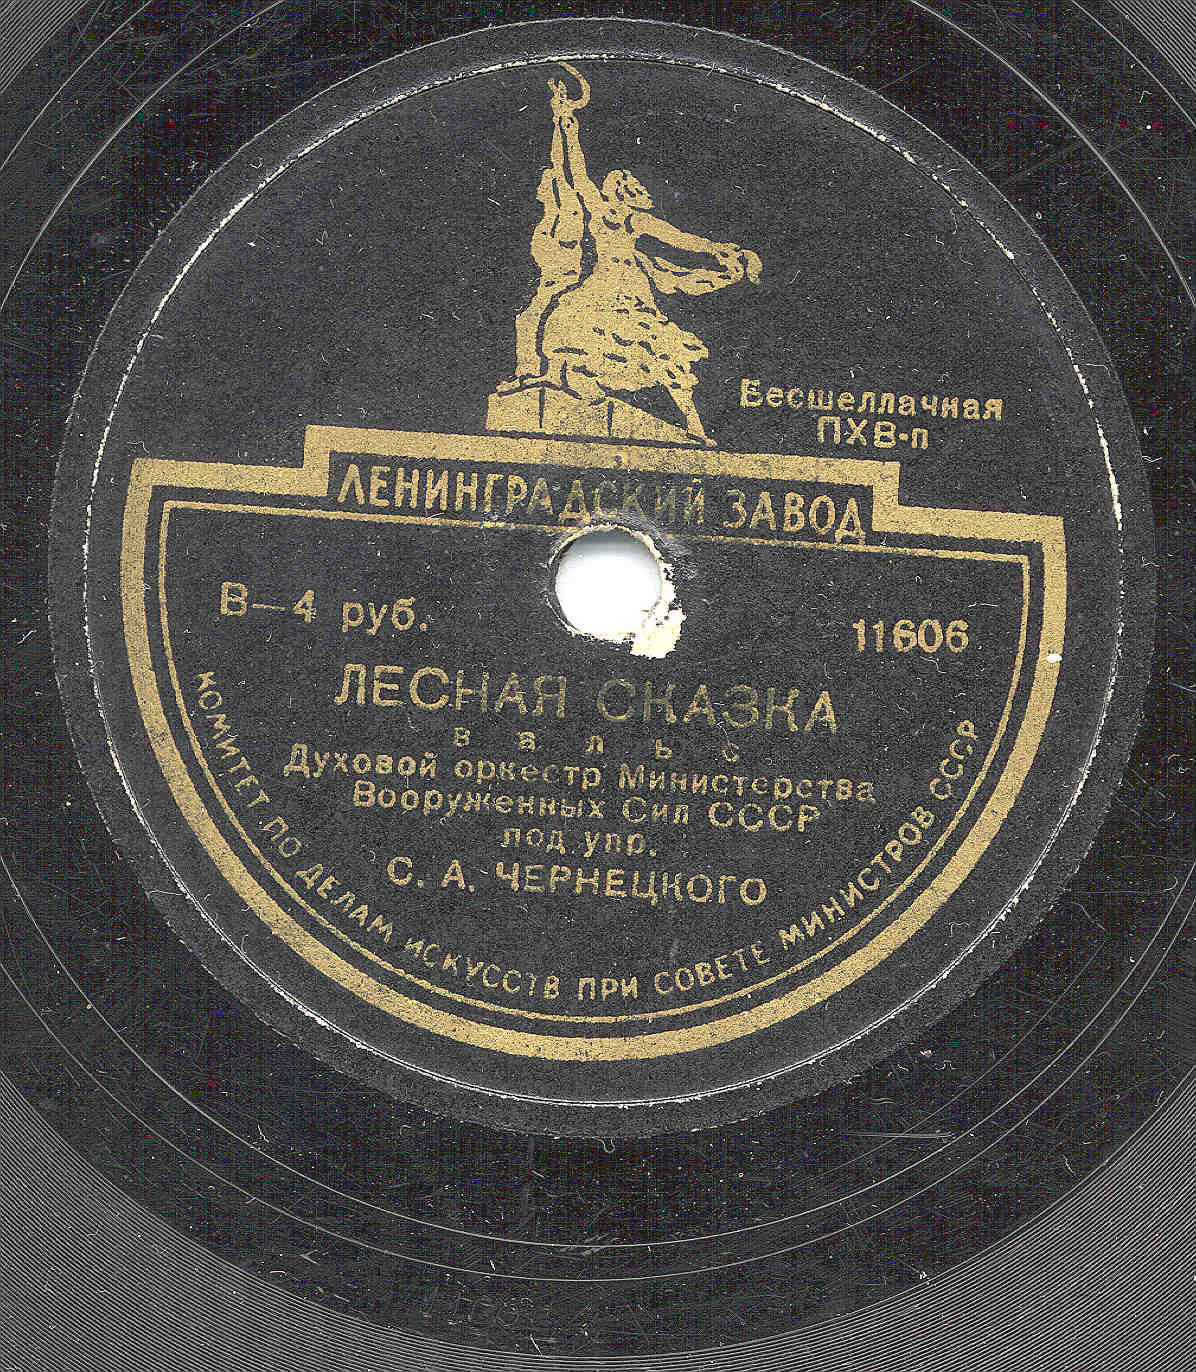 Бесшеллачная
ПХВ-п
ЛЕНИНГРАДСКИЙ ЗАВОД
В—4 руб.
11606
ЛЕСНАЯ СКАЗКА
вальс
Духовой оркестр Министерства
Вооруженных Сил СССР
под упр.
С. А. ЧЕРНЕЦКОГО
КОМИТЕТ ПО ДЕЛАМ ИСКУССТВ ПРИ СОВЕТЕ МИНИСТРОВ СССР